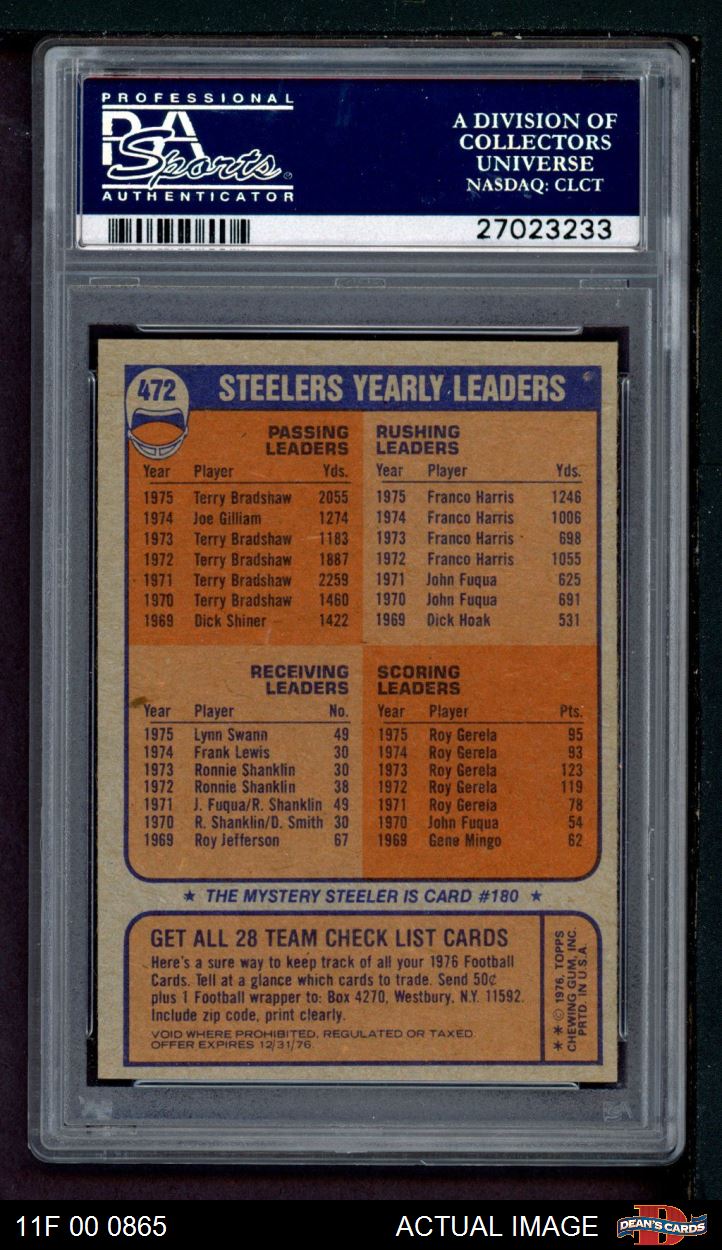 PROFESSIONAL
PSA
Sports
AUTHENTICATOR
A DIVISION OF
COLLECTORS
UNIVERSE
NASDAQ: CLCT
27023233
472
STEELERS YEARLY LEADERS
PASSING
LEADERS
Year Player Yds.
1975 Terry Bradshaw 2055
1974 Joe Gilliam 1274
1973 Terry Bradshaw 1183
1972 Terry Bradshaw 1887
1971 Terry Bradshaw 2259
1970 Terry Bradshaw 1460
1969 Dick Shiner 1422
RUSHING
LEADERS
Year Player Yds.
1975 Franco Harris 1246
1974 Franco Harris 1006
1973 Franco Harris 698
1972 Franco Harris 1055
1971 John Fuqua 625
1970 John Fuqua 691
1969 Dick Hoak 531
RECEIVING
LEADERS
Year Player No.
1975 Lynn Swann 49
1974 Frank Lewis 30
1973 Ronnie Shanklin 30
1972 Ronnie Shanklin 38
1971 J. Fuqua/R. Shanklin 49
1970 R. Shanklin/D. Smith 30
1969 Roy Jefferson 67
SCORING
LEADERS
Year Player Pts.
1975 Roy Gerela 95
1974 Roy Gerela 93
1973 Roy Gerela 123
1972 Roy Gerela 119
1971 Roy Gerela 78
1970 John Fuqua 54
1969 Gene Mingo 62
★ THE MYSTERY STEELER IS CARD #180 ★
GET ALL 28 TEAM CHECK LIST CARDS
Here's a sure way to keep track of all your 1976 Football
Cards. Tell at a glance which cards to trade. Send 50¢
plus 1 Football wrapper to: Box 4270, Westbury, N.Y. 11592.
Include zip code, print clearly.
VOID WHERE PROHIBITED, REGULATED OR TAXED.
OFFER EXPIRES 12/31/76
★★ © 1976, TOPPS
CHEWING GUM, INC.
PRTD. IN U.S.A.
11F 00 0865
ACTUAL IMAGE
DEAN'S CARDS